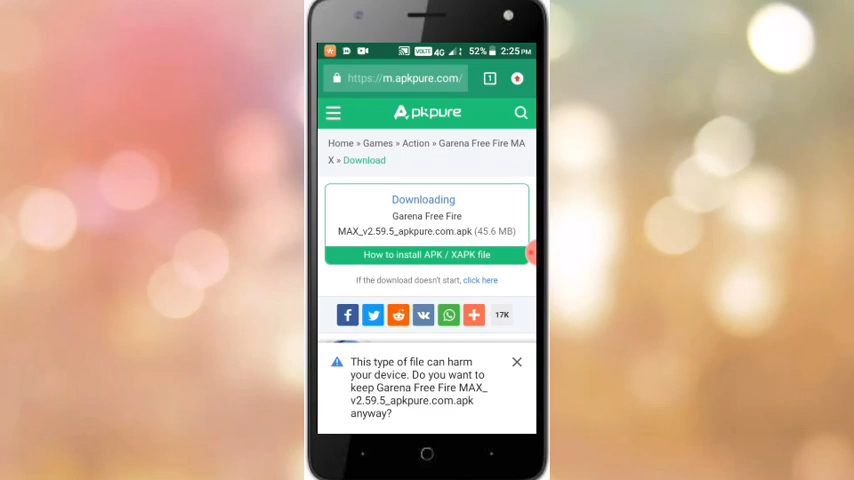 VOLTE 4G 52% 2:25 PM
https://m.apkpure.com/ 1
Apkpure
Home » Games » Action » Garena Free Fire MA
X » Download
Downloading
Garena Free Fire
MAX_v2.59.5_apkpure.com.apk (45.6 MB)
How to install APK / XAPK file
If the download doesn't start, click here
17K
This type of file can harm
your device. Do you want to
keep Garena Free Fire MAX_
v2.59.5_apkpure.com.apk
anyway?